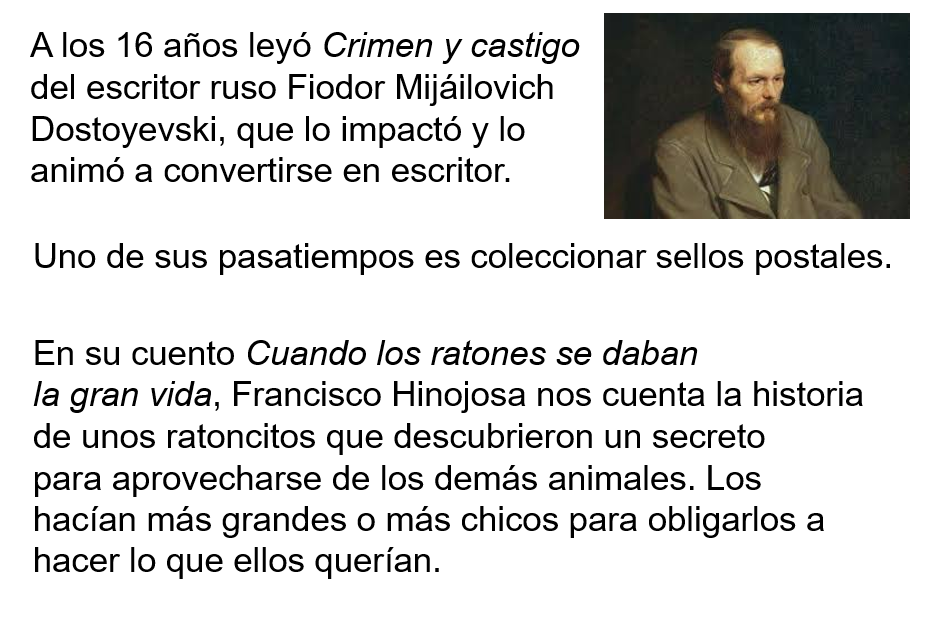 A los 16 años leyó Crimen y castigo
del escritor ruso Fiodor Mijáilovich
Dostoyevski, que lo impactó y lo
animó a convertirse en escritor.
Uno de sus pasatiempos es coleccionar sellos postales.
En su cuento Cuando los ratones se daban
la gran vida, Francisco Hinojosa nos cuenta la historia
de unos ratoncitos que descubrieron un secreto
para aprovecharse de los demás animales. Los
hacían más grandes o más chicos para obligarlos a
hacer lo que ellos querían.